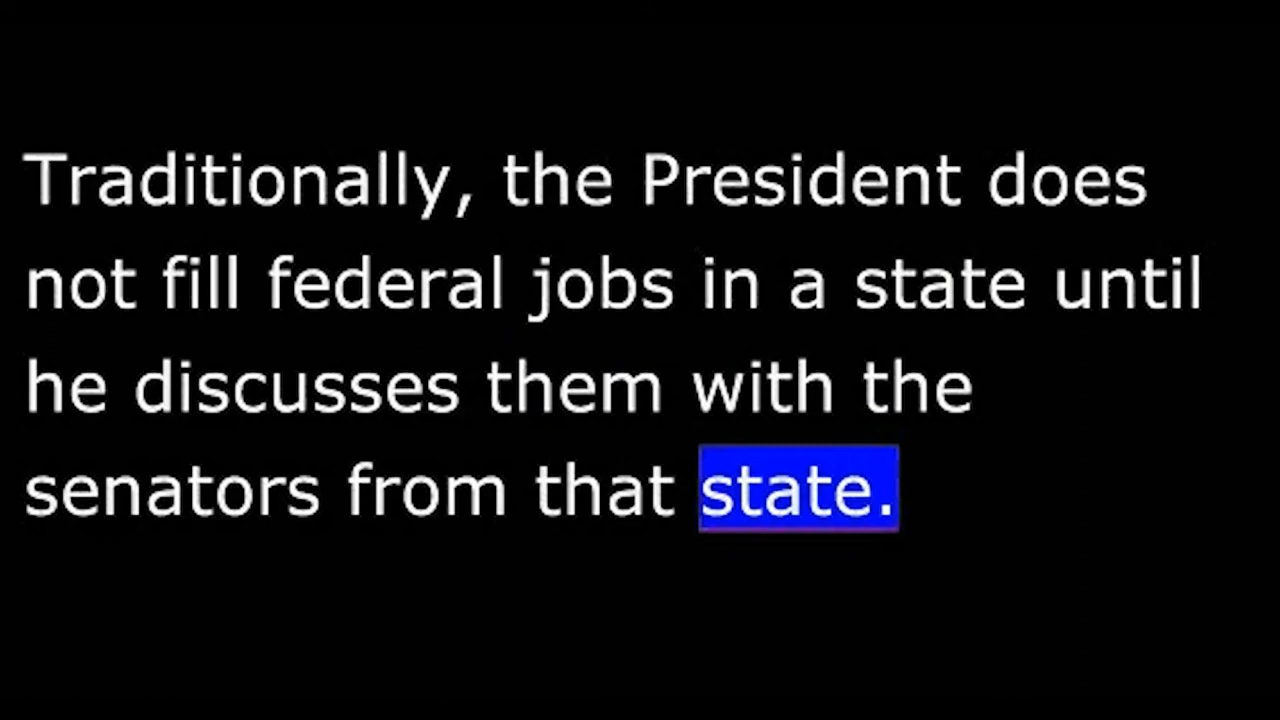 Traditionally, the President does
not fill federal jobs in a state until
he discusses them with the
senators from that state.